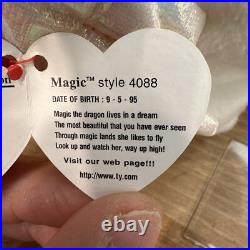 Magic™ style 4088
DATE OF BIRTH : 9 - 5 - 95
Magic the dragon lives in a dream
The most beautiful that you have ever seen
Through magic lands she likes to fly
Look up and watch her, way up high!
Visit our web page!!!
http://www.ty.com